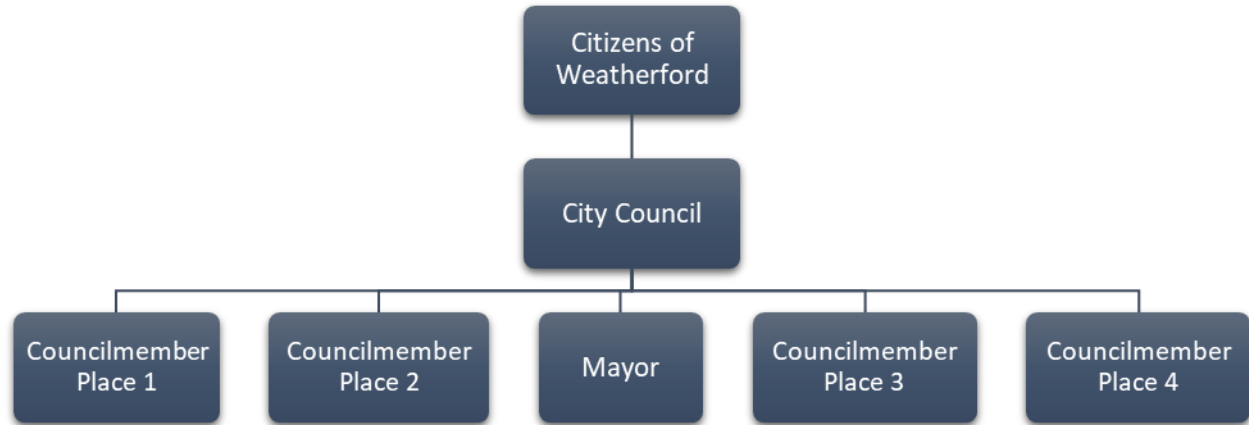 Citizens of
Weatherford
City Council
Councilmember
Place 1
Councilmember
Place 2
Mayor
Councilmember
Place 3
Councilmember
Place 4